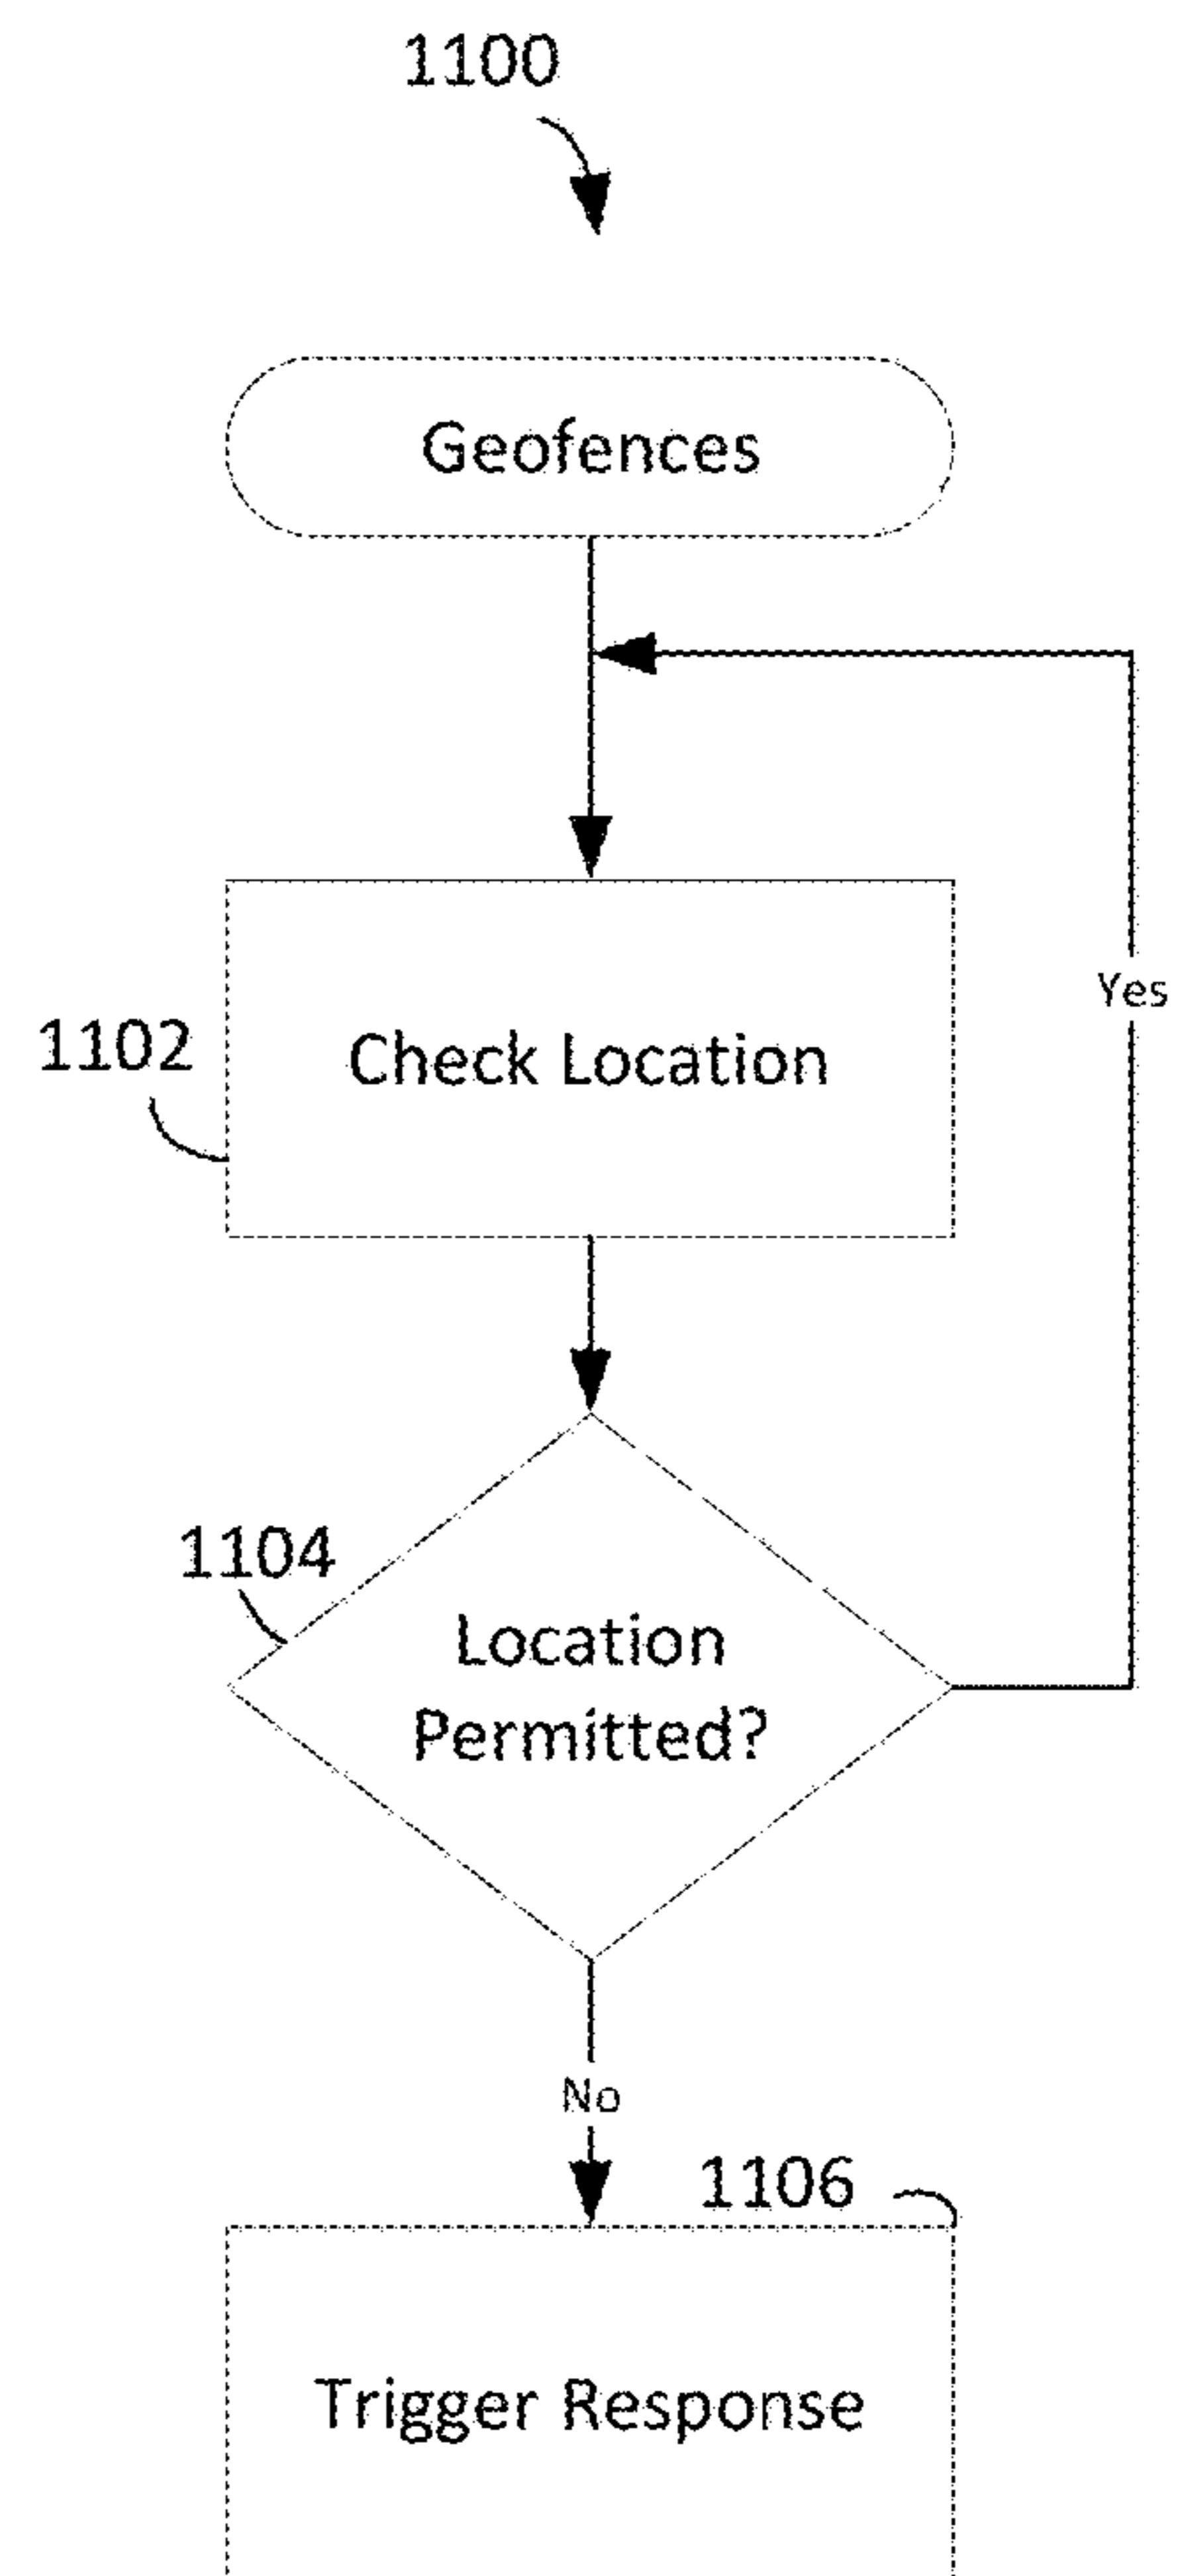 1100
Geofences
Yes
1102
Check Location
1104
Location
Permitted?
No
1106
Trigger Response